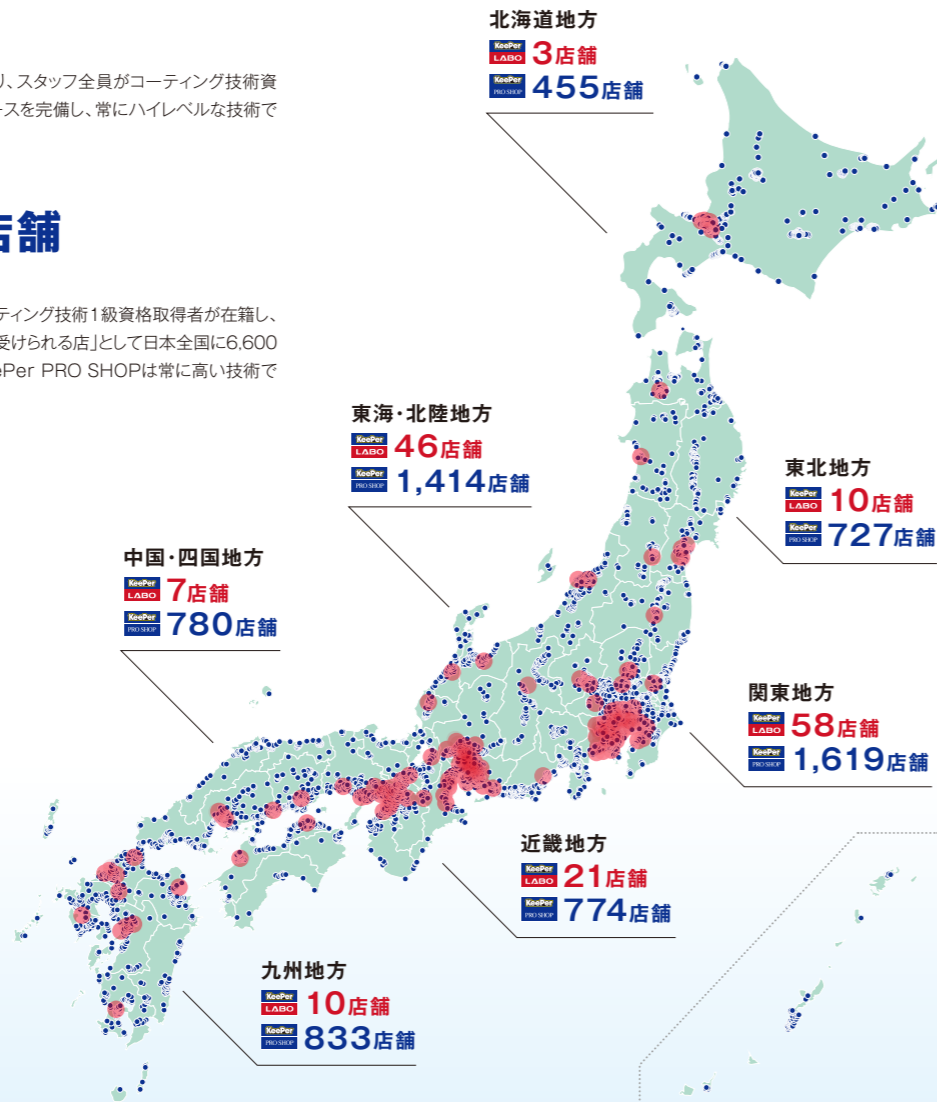 り、スタッフ全員がコーティング技術資
ースを完備し、常にハイレベルな技術で
店舗
ティング技術1級資格取得者が在籍し、
受けられる店」として日本全国に6,600
ePer PRO SHOPは常に高い技術で
北海道地方
KeePer LABO 3店舗
KeePer PRO SHOP 455店舗
東海・北陸地方
KeePer LABO 46店舗
KeePer PRO SHOP 1,414店舗
東北地方
KeePer LABO 10店舗
KeePer PRO SHOP 727店舗
中国・四国地方
KeePer LABO 7店舗
KeePer PRO SHOP 780店舗
関東地方
KeePer LABO 58店舗
KeePer PRO SHOP 1,619店舗
近畿地方
KeePer LABO 21店舗
KeePer PRO SHOP 774店舗
九州地方
KeePer LABO 10店舗
KeePer PRO SHOP 833店舗